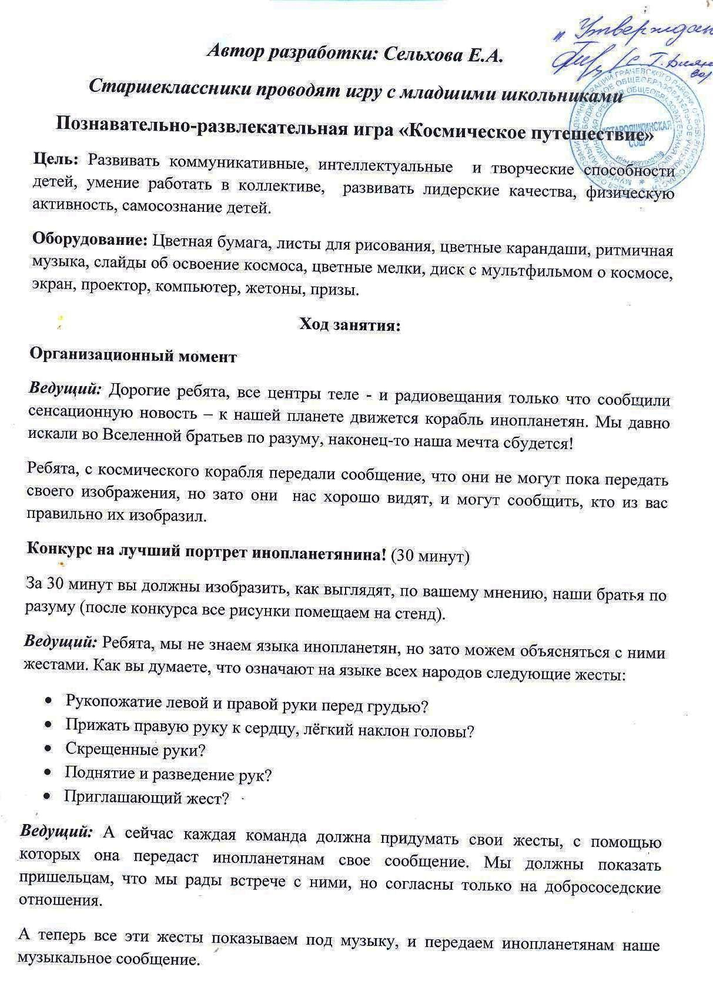 "Утверждаю
Автор разработки: Сельхова Е.А.
Старшеклассники проводят игру с младшими школьниками
Познавательно-развлекательная игра «Космическое путешествие»
"СТАРОЯШКИНСКАЯ
СОШ"
Цель: Развивать коммуникативные, интеллектуальные и творческие способности
детей, умение работать в коллективе, развивать лидерские качества, физическую
активность, самосознание детей.
Оборудование: Цветная бумага, листы для рисования, цветные карандаши, ритмичная
музыка, слайды об освоение космоса, цветные мелки, диск с мультфильмом о космосе,
экран, проектор, компьютер, жетоны, призы.
Ход занятия:
Организационный момент
Ведущий: Дорогие ребята, все центры теле - и радиовещания только что сообщили
сенсационную новость – к нашей планете движется корабль инопланетян. Мы давно
искали во Вселенной братьев по разуму, наконец-то наша мечта сбудется!
Ребята, с космического корабля передали сообщение, что они не могут пока передать
своего изображения, но зато они нас хорошо видят, и могут сообщить, кто из вас
правильно их изобразил.
Конкурс на лучший портрет инопланетянина! (30 минут)
За 30 минут вы должны изобразить, как выглядят, по вашему мнению, наши братья по
разуму (после конкурса все рисунки помещаем на стенд).
Ведущий: Ребята, мы не знаем языка инопланетян, но зато можем объясняться с ними
жестами. Как вы думаете, что означают на языке всех народов следующие жесты:
• Рукопожатие левой и правой руки перед грудью?
• Прижать правую руку к сердцу, лёгкий наклон головы?
• Скрещенные руки?
• Поднятие и разведение рук?
• Приглашающий жест?
Ведущий: А сейчас каждая команда должна придумать свои жесты, с помощью
которых она передаст инопланетянам свое сообщение. Мы должны показать
пришельцам, что мы рады встрече с ними, но согласны только на добрососедские
отношения.
А теперь все эти жесты показываем под музыку, и передаем инопланетянам наше
музыкальное сообщение.